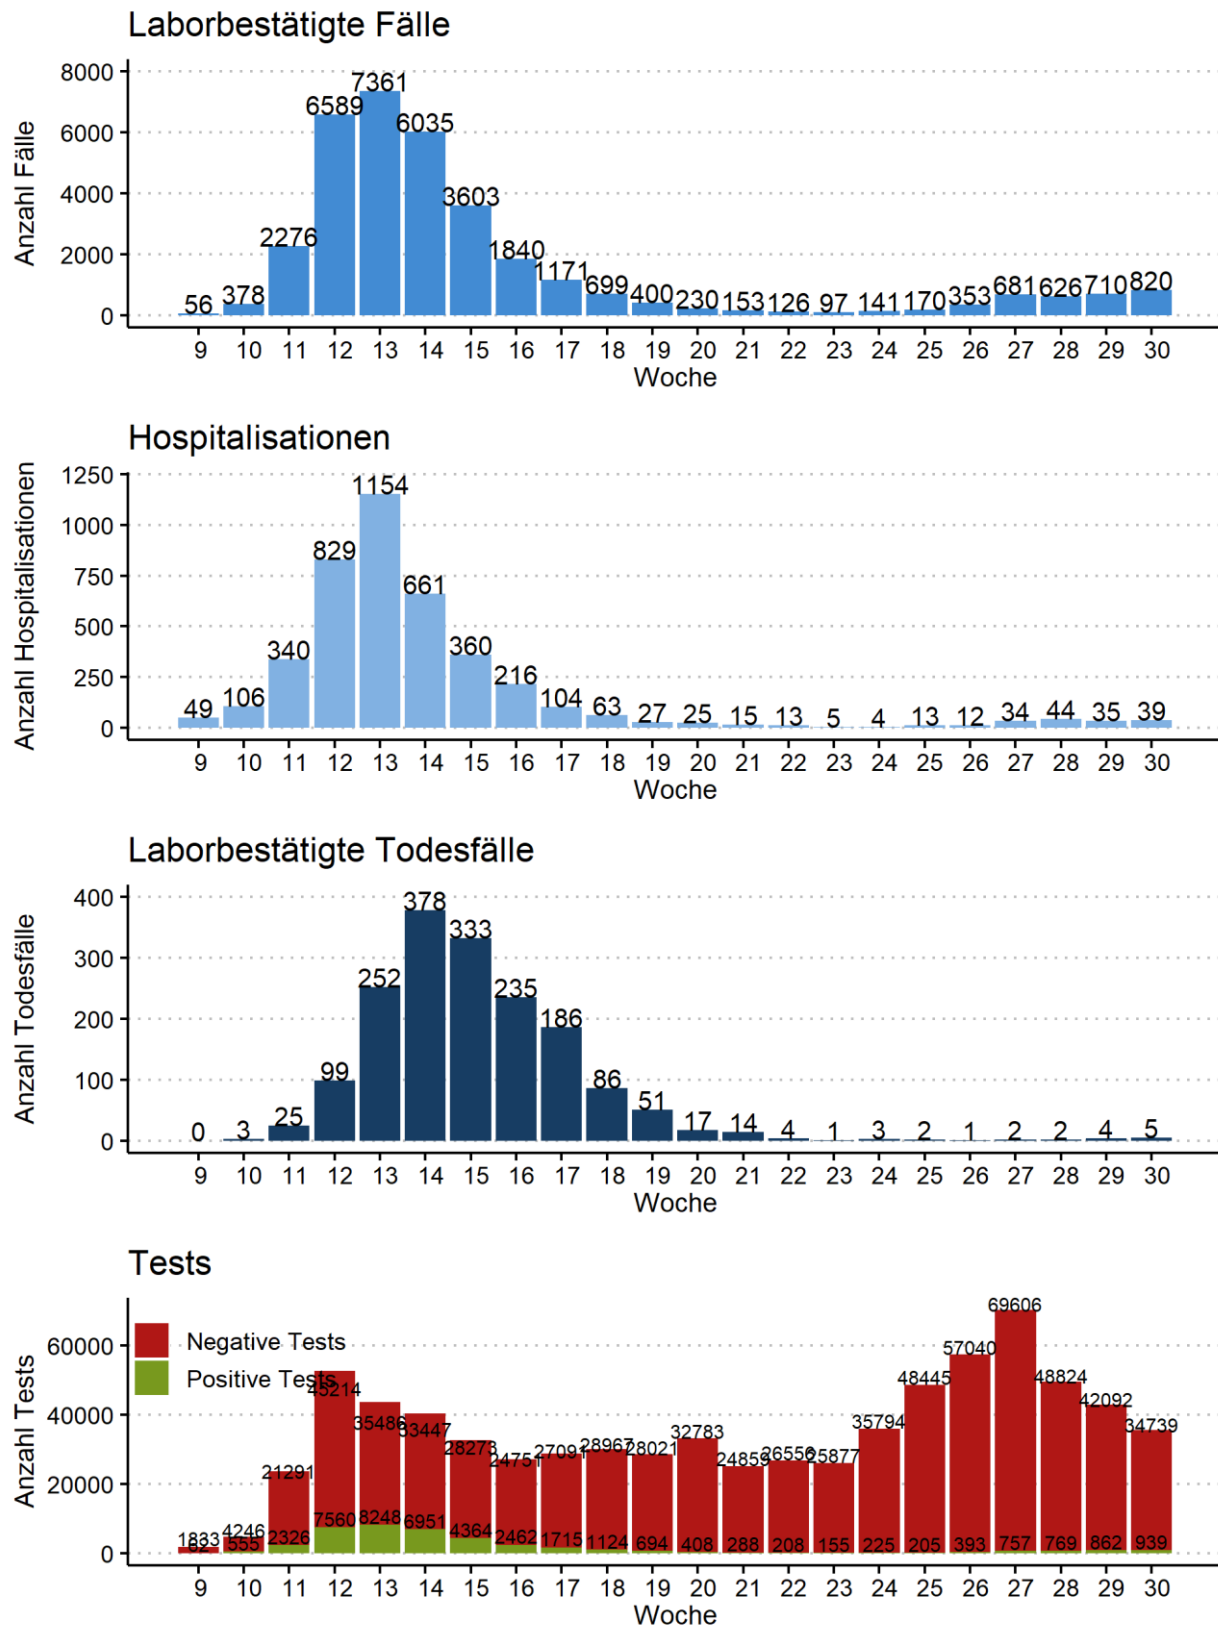 Laborbestätigte Fälle
Anzahl Fälle
8000
6000
4000
2000
0
56 378 2276 6589 7361 6035 3603 1840 1171 699 400 230 153 126 97 141 170 353 681 626 710 820
9 10 11 12 13 14 15 16 17 18 19 20 21 22 23 24 25 26 27 28 29 30
Woche
Hospitalisationen
Anzahl Hospitalisationen
1250
1000
750
500
250
0
49 106 340 829 1154 661 360 216 104 63 27 25 15 13 5 4 13 12 34 44 35 39
9 10 11 12 13 14 15 16 17 18 19 20 21 22 23 24 25 26 27 28 29 30
Woche
Laborbestätigte Todesfälle
Anzahl Todesfälle
400
300
200
100
0
0 3 25 99 252 378 333 235 186 86 51 17 14 4 1 3 2 1 2 2 4 5
9 10 11 12 13 14 15 16 17 18 19 20 21 22 23 24 25 26 27 28 29 30
Woche
Tests
Anzahl Tests
60000
40000
20000
0
Negative Tests
Positive Tests
1833 4246 21291 45214 35486 33447 28273 24751 27091 28967 28021 32783 24859 26556 25877 35794 48445 57040 69606 48824 42092 34739
62 555 2326 7560 8248 6951 4364 2462 1715 1124 694 408 288 208 155 225 205 393 757 769 862 939
9 10 11 12 13 14 15 16 17 18 19 20 21 22 23 24 25 26 27 28 29 30
Woche